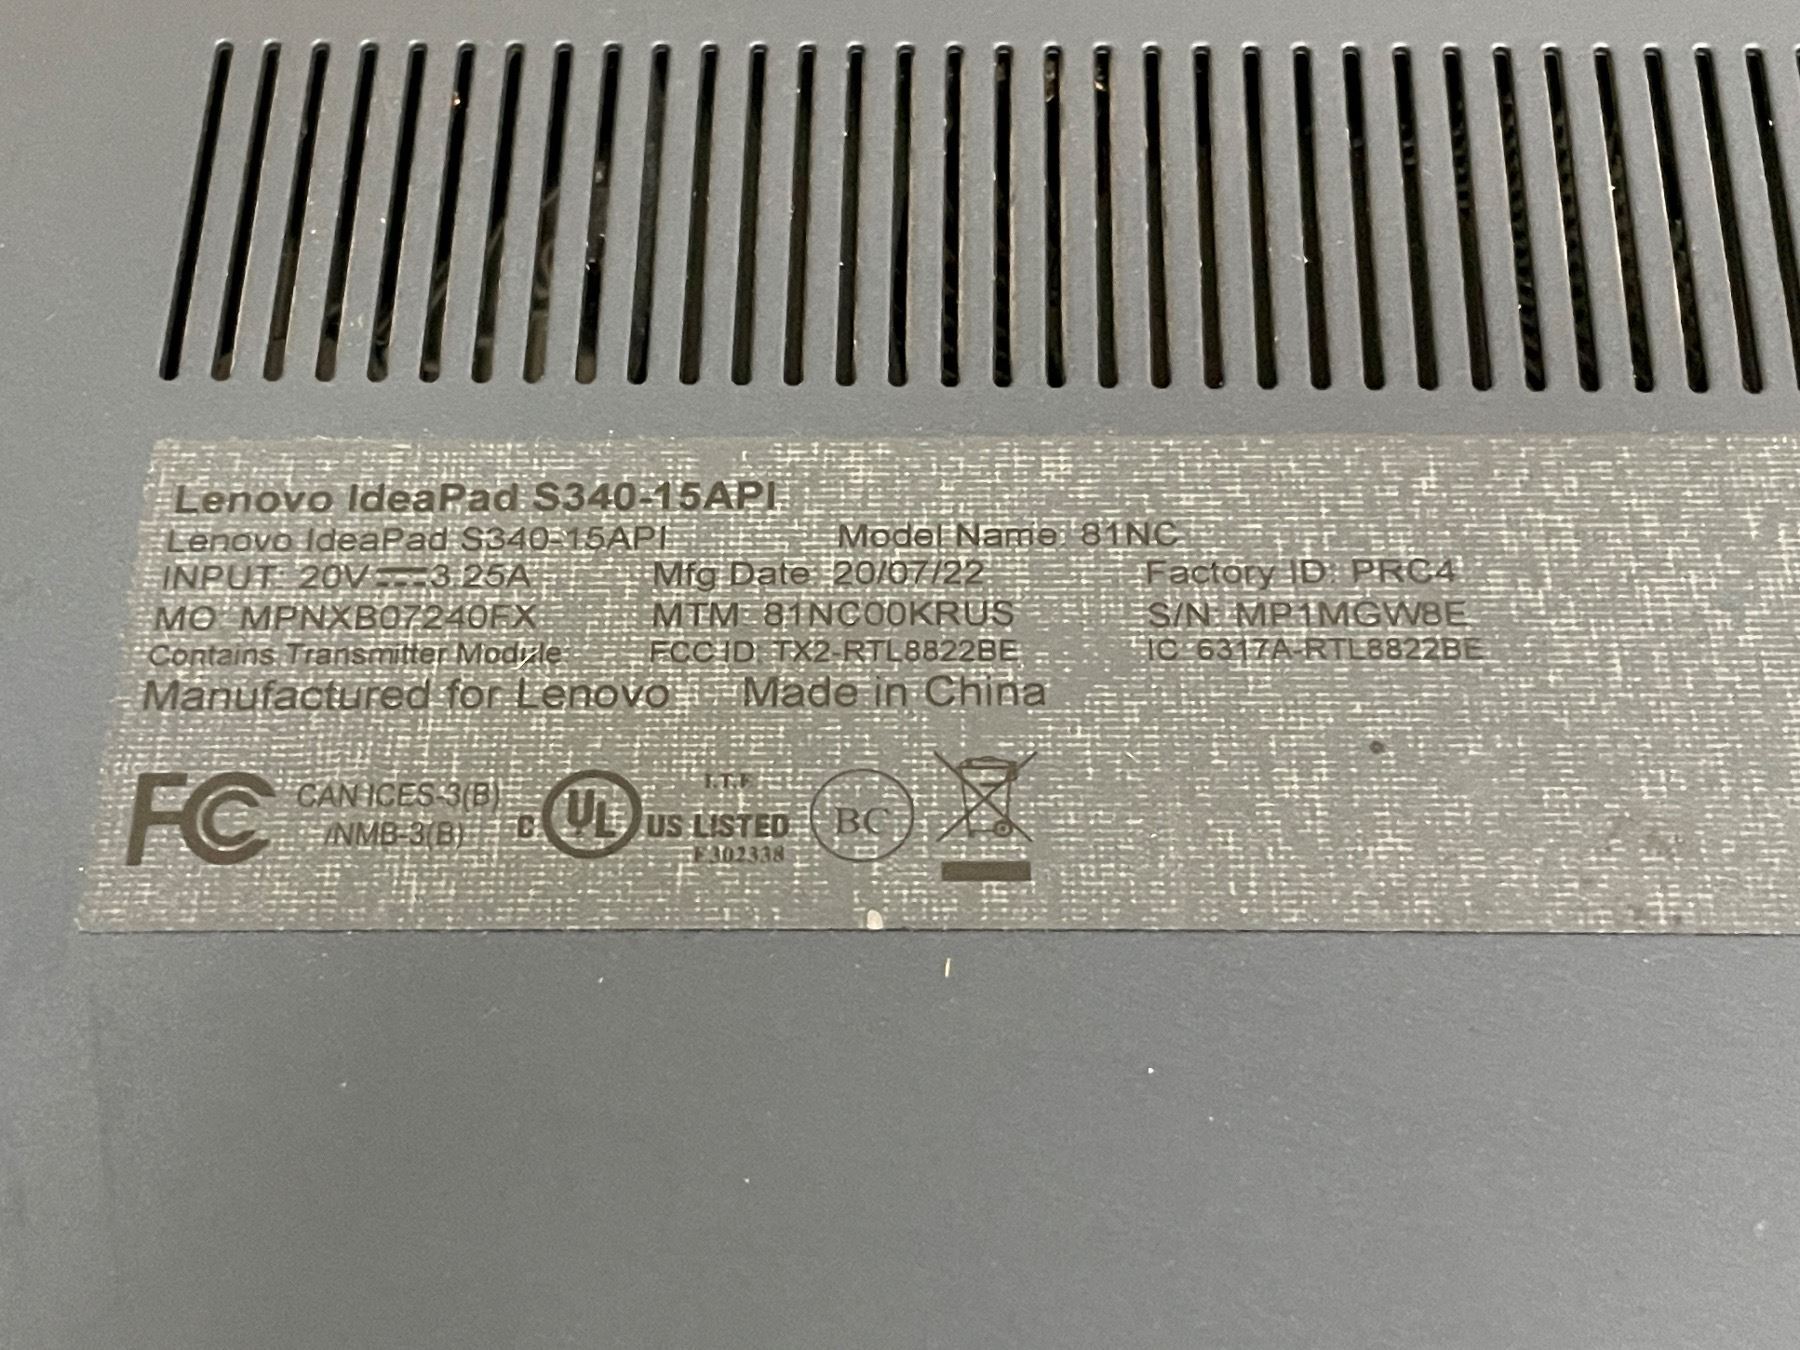 Lenovo IdeaPad S340-15API
Lenovo IdeaPad S340-15API Model Name: 81NC
INPUT: 20V⎓3.25A Mfg Date: 20/07/22 Factory ID: PRC4
MO: MPNXB07240FX MTM: 81NC00KRUS S/N: MP1MGW8E
Contains Transmitter Module FCC ID: TX2-RTL8822BE IC: 6317A-RTL8822BE
Manufactured for Lenovo Made in China
FC CAN ICES-3(B)
/NMB-3(B)
I.T.E
C UL US LISTED
E302338
BC